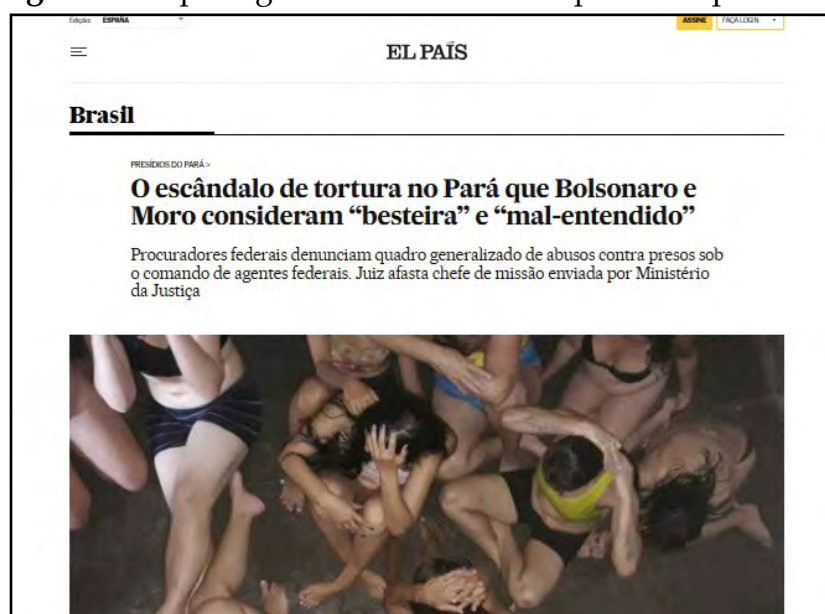 Edição: ESPAÑA
ASSINE FAÇA LOGIN
EL PAÍS
Brasil
PRESÍDIOS DO PARÁ >
O escândalo de tortura no Pará que Bolsonaro e
Moro consideram “besteira” e “mal-entendido”
Procuradores federais denunciam quadro generalizado de abusos contra presos sob
o comando de agentes federais. Juiz afasta chefe de missão enviada por Ministério
da Justiça